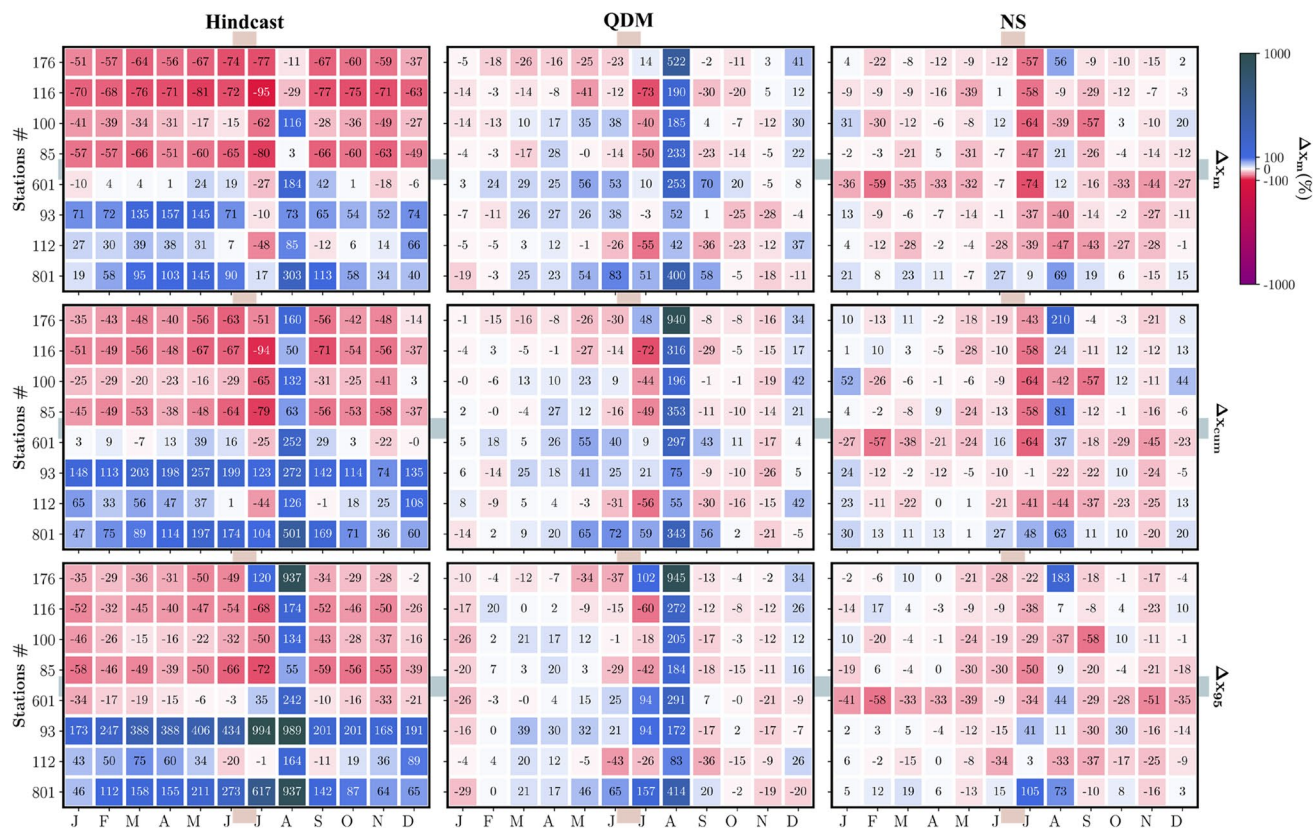 Hindcast QDM NS
176 -51 -57 -64 -56 -67 -74 -77 -11 -67 -60 -59 -37 -5 -18 -26 -16 -25 -23 14 522 -2 -11 3 41 4 -22 -8 -12 -9 -12 -57 56 -9 -10 -15 2
116 -70 -68 -76 -71 -81 -72 -95 -29 -77 -75 -71 -63 -14 -3 -14 -8 -41 -12 -73 190 -30 -20 5 12 -9 -9 -9 -16 -39 1 -58 -9 -29 -12 -7 -3
100 -41 -39 -34 -31 -17 -15 -62 116 -28 -36 -49 -27 -14 -3 10 17 35 38 -40 185 4 -7 -12 30 31 -30 -12 -6 -8 12 -64 -39 -57 3 -10 20
85 -57 -57 -66 -51 -60 -65 -80 3 -66 -60 -63 -49 -4 -3 -17 28 -0 -14 -50 233 -23 -14 -5 22 -2 -3 -21 5 -31 -7 -47 21 -26 -4 -14 -12
601 -10 4 4 1 24 19 -27 184 42 1 -18 -6 3 24 29 25 56 53 10 253 70 20 -5 8 -36 -59 -35 -33 -32 -7 -74 12 -16 -33 -44 -27
93 71 72 135 157 145 71 -10 73 65 54 52 74 -7 -11 26 27 26 38 -3 52 1 -25 -28 -4 13 -9 -6 -7 -14 -1 -37 -40 -14 -2 -27 -11
112 27 30 39 38 31 7 -48 85 -12 6 14 66 -5 -5 3 12 -1 -26 -55 42 -36 -23 -12 37 4 -12 -28 -2 -4 -28 -39 -47 -43 -27 -28 -1
801 19 58 95 103 145 90 17 303 113 58 34 40 -19 -3 25 23 54 83 51 400 58 -5 -18 -11 21 8 23 11 -7 27 9 69 19 6 -15 15
Stations #
Δx<sub>m</sub>
1000
100
0
-100
-1000
Δx<sub>m</sub> (%)
176 -35 -43 -48 -40 -56 -63 -51 160 -56 -42 -48 -14 -1 -15 -16 -8 -26 -30 48 940 -8 -8 -16 34 10 -13 11 -2 -18 -19 -43 210 -4 -3 -21 8
116 -51 -49 -56 -48 -67 -67 -94 50 -71 -54 -56 -37 -4 3 -5 -1 -27 -14 -72 316 -29 -5 -15 17 1 10 3 -5 -28 -10 -58 24 -11 12 -12 13
100 -25 -29 -20 -23 -16 -29 -65 132 -31 -25 -41 3 -0 -6 13 10 23 9 -44 196 -1 -1 -19 42 52 -26 -6 -1 -6 -9 -64 -42 -57 12 -11 44
85 -45 -49 -53 -38 -48 -64 -79 63 -56 -53 -58 -37 2 -0 -4 27 12 -16 -49 353 -11 -10 -14 21 4 -2 -8 9 -24 -13 -58 81 -12 -1 -16 -6
601 3 9 -7 13 39 16 -25 252 29 3 -22 -0 5 18 5 26 55 40 9 297 43 11 -17 4 -27 -57 -38 -21 -24 16 -64 37 -18 -29 -45 -23
93 148 113 203 198 257 199 123 272 142 114 74 135 6 -14 25 18 41 25 21 75 -9 -10 -26 5 24 -12 -2 -2 -12 10 -1 -22 -22 10 -24 -5
112 65 33 56 47 37 1 -44 126 -1 18 25 108 8 -9 5 4 -3 -31 -56 55 -30 -16 -15 42 23 -11 -22 0 1 -21 -41 -44 -37 -23 -25 13
801 47 75 89 114 197 174 104 501 169 71 36 60 -14 2 9 20 65 72 59 343 56 2 -21 -5 30 13 11 13 1 27 48 63 11 10 -20 20
Stations #
Δx<sub>cum</sub>
176 -35 -29 -36 -31 -50 -49 120 937 -34 -29 -28 -2 -10 -4 -12 -7 -34 -37 102 945 -13 -4 -2 34 -2 -6 10 0 -21 -28 -22 183 -18 -1 -17 -4
116 -52 -32 -45 -40 -47 -54 -68 174 -52 -46 -50 -26 -17 20 0 2 -9 -15 -60 272 -12 -8 -12 26 -14 17 4 -3 -9 -9 -38 7 -8 4 -23 10
100 -46 -26 -15 -16 -22 -32 -50 134 -43 -28 -37 -16 -26 2 21 17 12 -1 -18 205 -17 -3 -12 12 10 -20 -4 -1 -24 -19 -29 -37 -58 10 -11 -1
85 -58 -46 -49 -39 -50 -66 -72 55 -59 -56 -55 -39 -20 7 3 20 3 -29 -42 184 -18 -15 -11 16 -19 6 -4 0 -30 -30 -50 9 -20 -4 -21 -18
601 -34 -17 -19 -15 -6 -3 35 242 -10 -16 -33 -21 -26 -3 -0 4 15 25 94 291 7 -0 -21 -9 -41 -58 -33 -33 -39 -9 -34 44 -29 -28 -51 -35
93 173 247 388 388 406 434 994 989 201 201 168 191 -16 0 39 30 32 21 94 172 -17 2 -17 -7 2 3 5 -4 -12 -15 41 11 -30 30 -16 -14
112 43 50 75 60 34 -20 -1 164 -11 19 36 89 -4 4 20 12 5 -43 -26 83 -36 -15 -9 26 6 -2 -15 0 -8 -34 3 -33 -37 -12 -25 -9
801 46 112 158 155 211 273 617 937 142 87 64 65 -29 0 21 17 46 65 157 414 20 -2 -19 -20 5 12 19 6 -13 15 105 73 -10 8 -16 3
Stations #
Δx<sub>95</sub>
J F M A M J J A S O N D J F M A M J J A S O N D J F M A M J J A S O N D